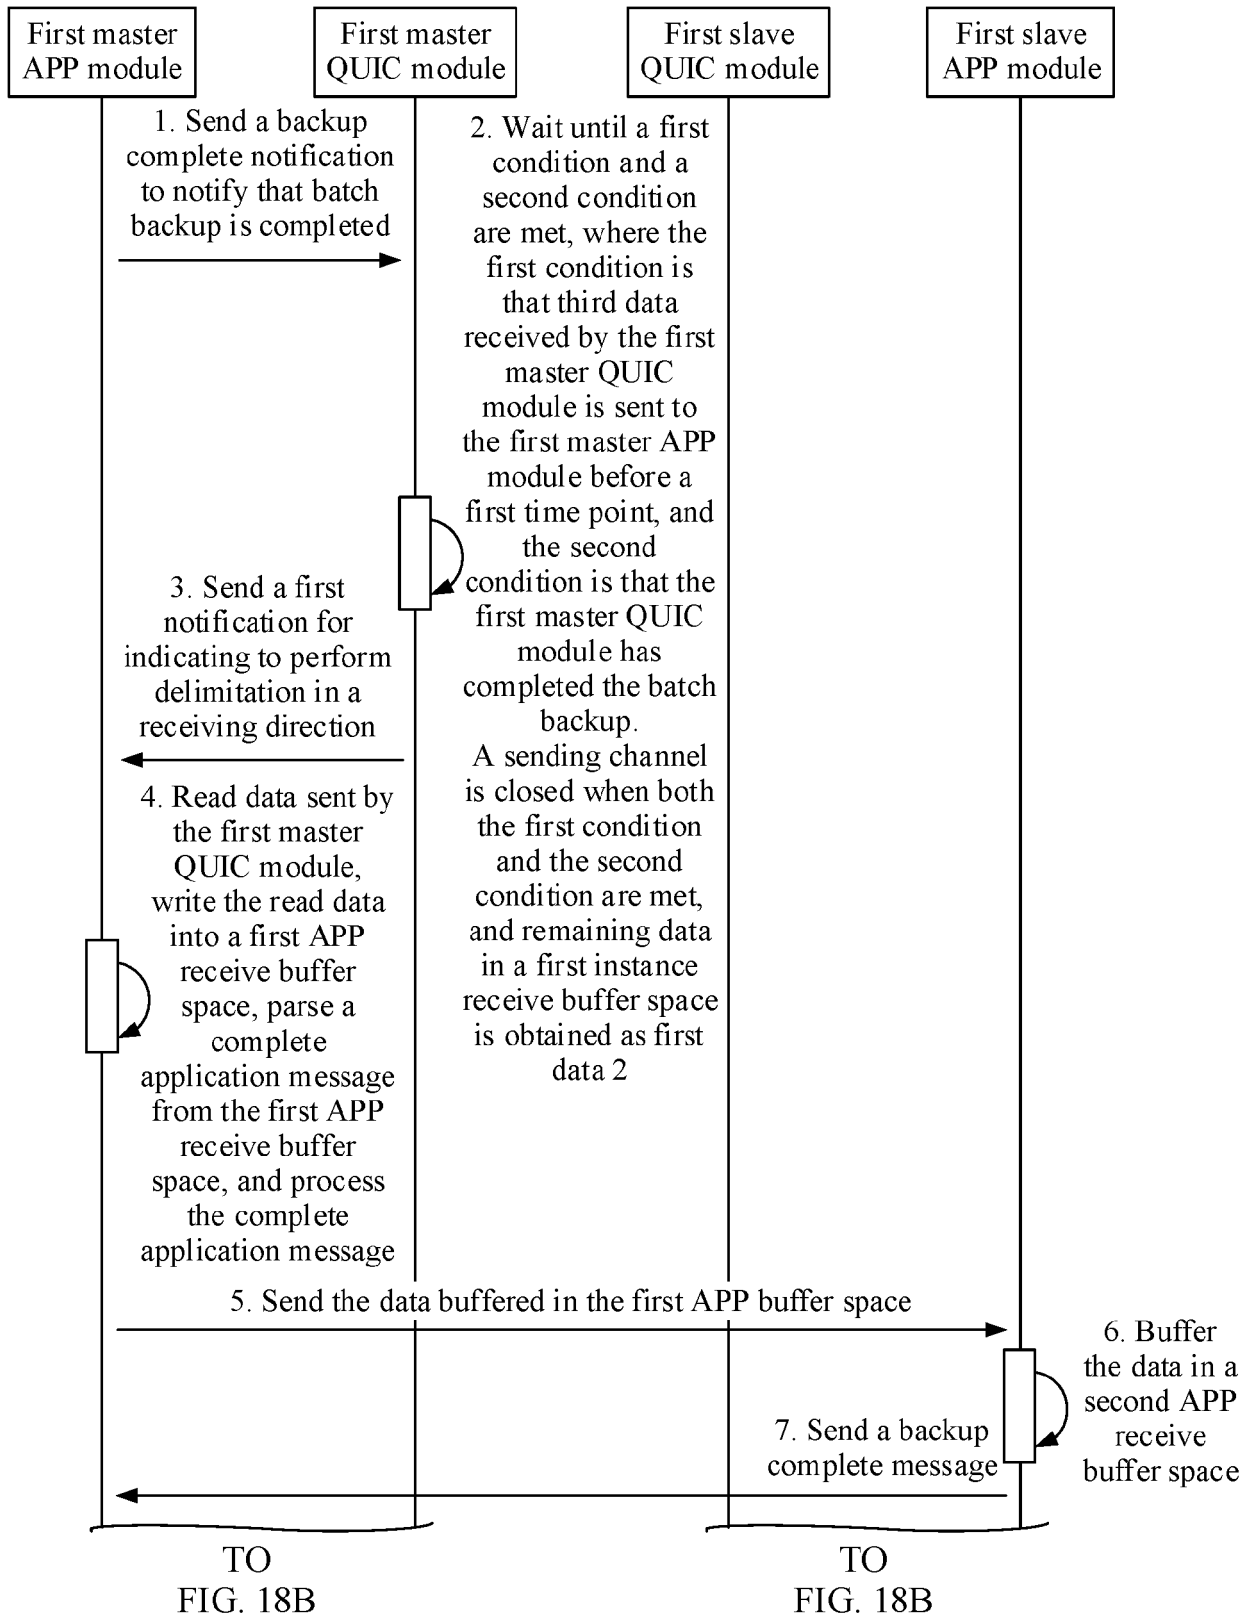 First master
APP module
First master
QUIC module
First slave
QUIC module
First slave
APP module
1. Send a backup
complete notification
to notify that batch
backup is completed
2. Wait until a first
condition and a
second condition
are met, where the
first condition is
that third data
received by the first
master QUIC
module is sent to
the first master APP
module before a
first time point, and
the second
condition is that the
first master QUIC
module has
completed the batch
backup.
A sending channel
is closed when both
the first condition
and the second
condition are met,
and remaining data
in a first instance
receive buffer space
is obtained as first
data 2
3. Send a first
notification for
indicating to perform
delimitation in a
receiving direction
4. Read data sent by
the first master
QUIC module,
write the read data
into a first APP
receive buffer
space, parse a
complete
application message
from the first APP
receive buffer
space, and process
the complete
application message
5. Send the data buffered in the first APP buffer space
6. Buffer
the data in a
second APP
receive
buffer space
7. Send a backup
complete message
TO
FIG. 18B
TO
FIG. 18B